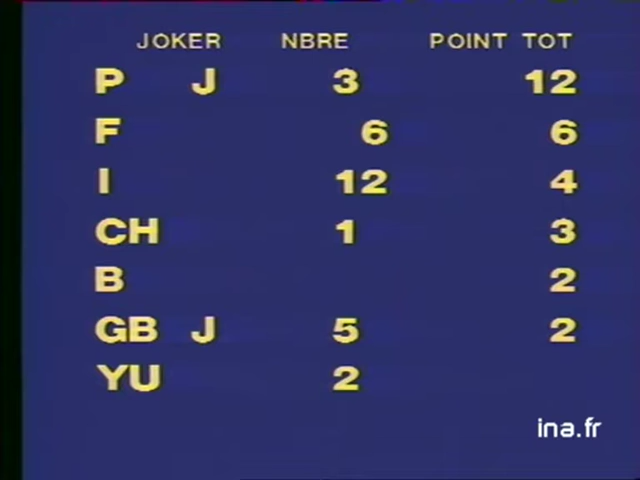 JOKER NBRE POINT TOT
P J 3 12
F 6 6
I 12 4
CH 1 3
B 2
GB J 5 2
YU 2
ina.fr